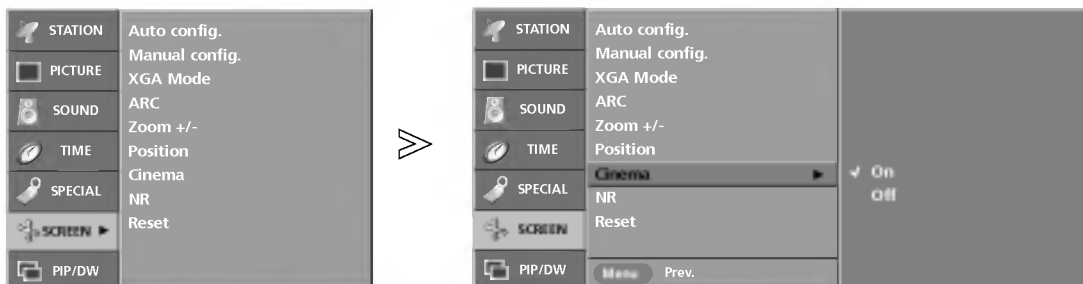 STATION
PICTURE
SOUND
TIME
SPECIAL
SCREEN
PIP/DW
Auto config.
Manual config.
XGA Mode
ARC
Zoom +/-
Position
Cinema
NR
Reset
STATION
PICTURE
SOUND
TIME
SPECIAL
SCREEN
PIP/DW
Auto config.
Manual config.
XGA Mode
ARC
Zoom +/-
Position
Cinema
NR
Reset
Menu Prev.
On
Off